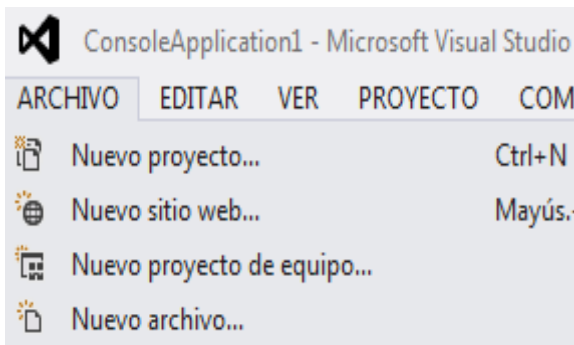 ConsoleApplication1 - Microsoft Visual Studio
ARCHIVO EDITAR VER PROYECTO
Nuevo proyecto... Ctrl+N
Nuevo sitio web... Mayús.
Nuevo proyecto de equipo...
Nuevo archivo...